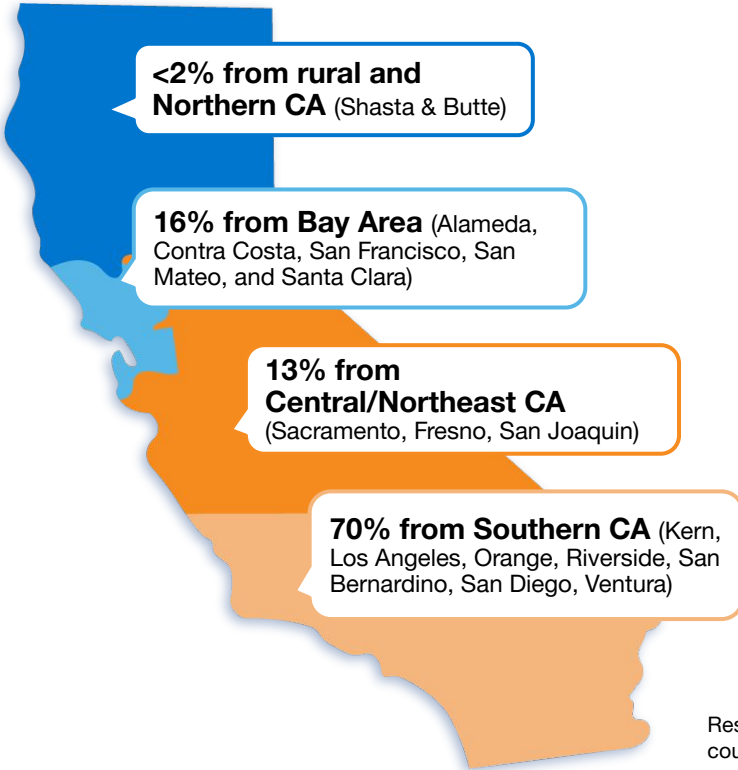 <2% from rural and
Northern CA (Shasta & Butte)
16% from Bay Area (Alameda,
Contra Costa, San Francisco, San
Mateo, and Santa Clara)
13% from
Central/Northeast CA
(Sacramento, Fresno, San Joaquin)
70% from Southern CA (Kern,
Los Angeles, Orange, Riverside, San
Bernardino, San Diego, Ventura)